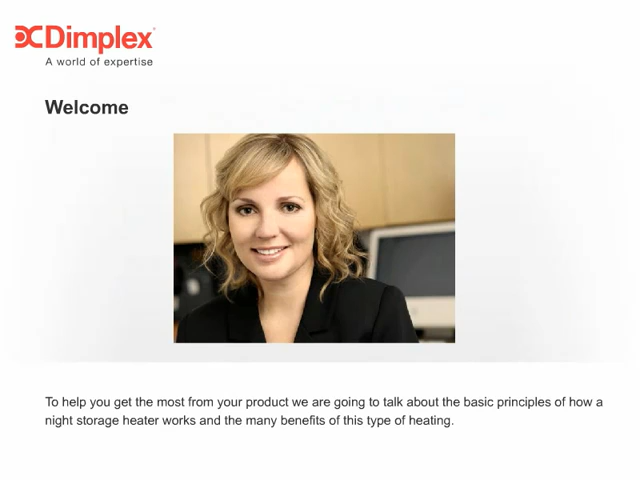 Dimplex
A world of expertise
Welcome
To help you get the most from your product we are going to talk about the basic principles of how a
night storage heater works and the many benefits of this type of heating.